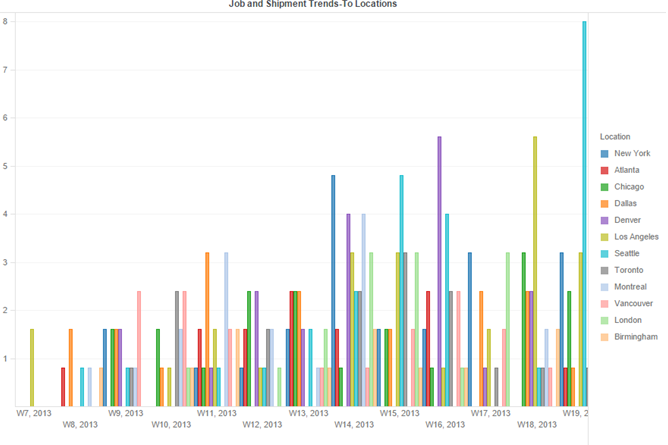 Job and Shipment Trends-To Locations
8
7
6
5
4
3
2
1
W7, 2013
W8, 2013
W9, 2013
W10, 2013
W11, 2013
W12, 2013
W13, 2013
W14, 2013
W15, 2013
W16, 2013
W17, 2013
W18, 2013
W19, 2
Location
New York
Atlanta
Chicago
Dallas
Denver
Los Angeles
Seattle
Toronto
Montreal
Vancouver
London
Birmingham